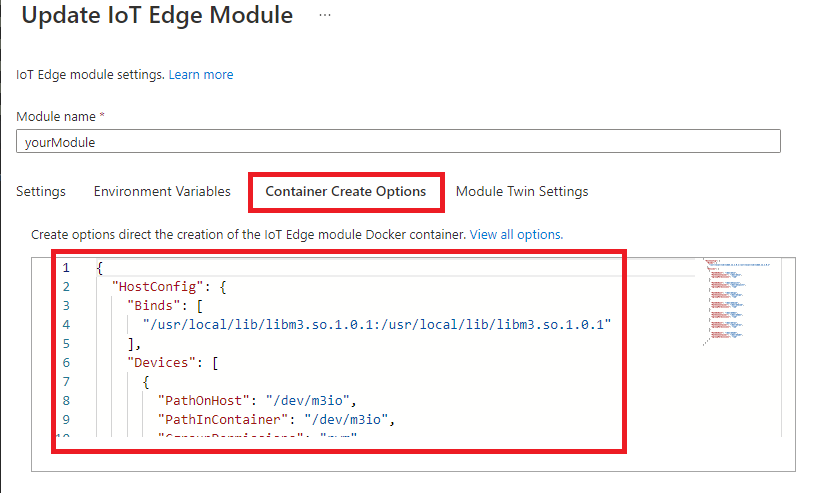 Update IoT Edge Module ...
IoT Edge module settings. Learn more
Module name *
yourModule
Settings Environment Variables Container Create Options Module Twin Settings
Create options direct the creation of the IoT Edge module Docker container. View all options.
1 {
2 "HostConfig": {
3 "Binds": [
4 "/usr/local/lib/libm3.so.1.0.1:/usr/local/lib/libm3.so.1.0.1"
5 ],
6 "Devices": [
7 {
8 "PathOnHost": "/dev/m3io",
9 "PathInContainer": "/dev/m3io",
10